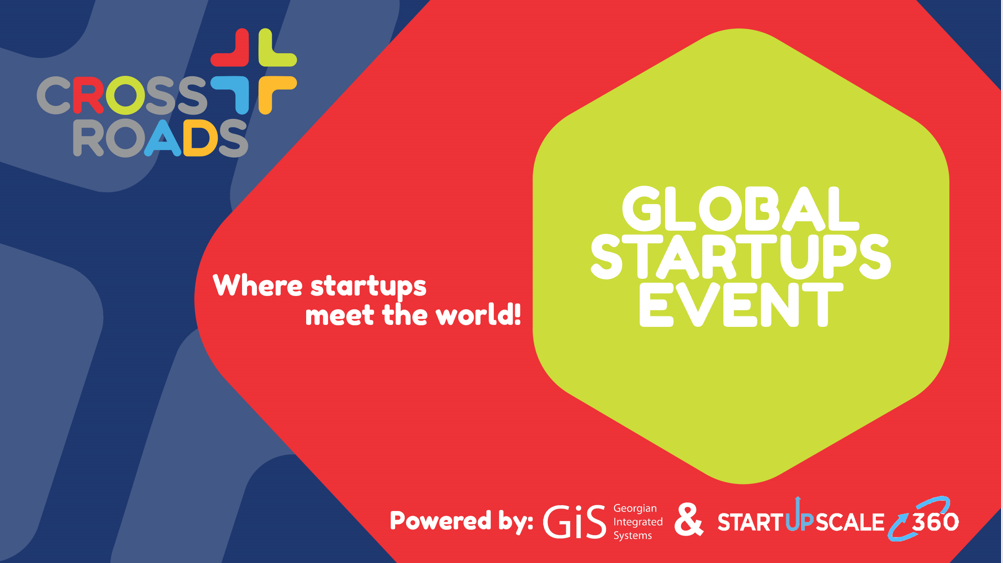 CROSS
ROADS
GLOBAL
STARTUPS
EVENT
Where startups
meet the world!
Powered by: GiS Georgian Integrated Systems & STARTUPSCALE 360